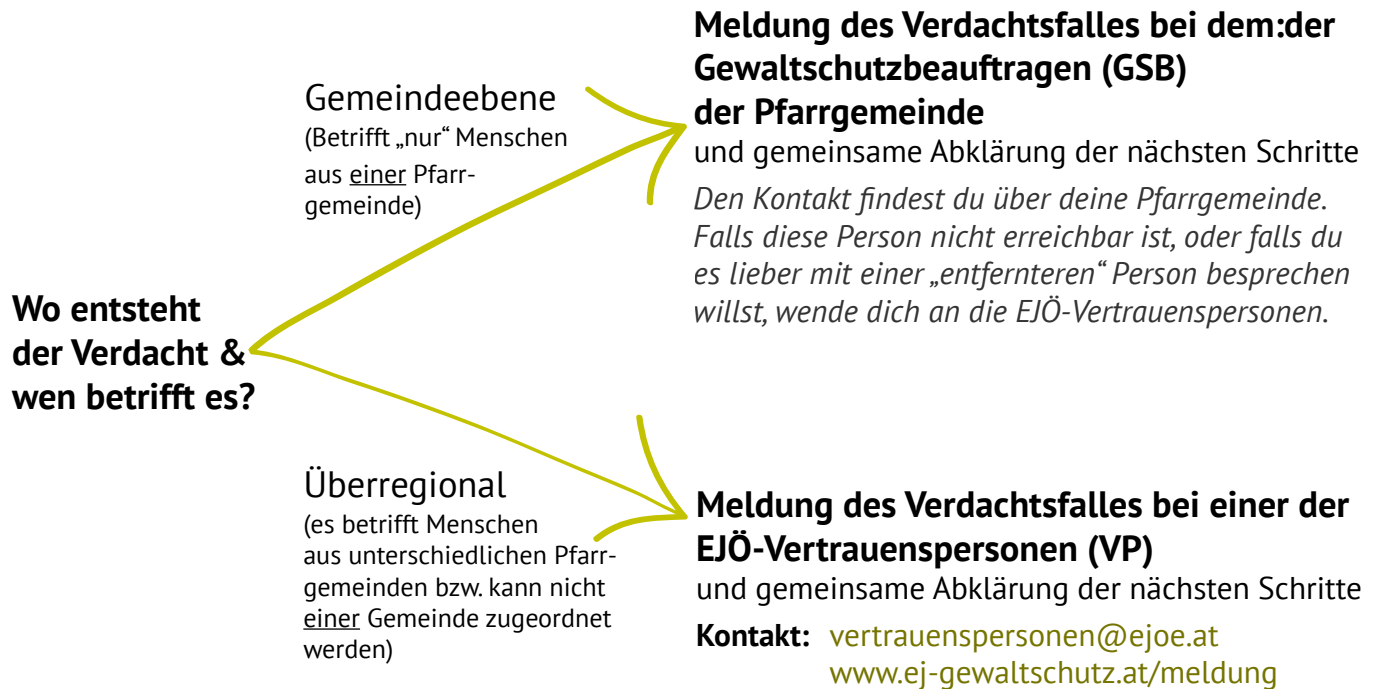 Wo entsteht
der Verdacht &
wen betrifft es?
Gemeindeebene
(Betrifft „nur“ Menschen
aus einer Pfarr-
gemeinde)
Meldung des Verdachtsfalles bei dem:der
Gewaltschutzbeauftragen (GSB)
der Pfarrgemeinde
und gemeinsame Abklärung der nächsten Schritte
Den Kontakt findest du über deine Pfarrgemeinde.
Falls diese Person nicht erreichbar ist, oder falls du
es lieber mit einer „entfernteren“ Person besprechen
willst, wende dich an die EJÖ-Vertrauenspersonen.
Überregional
(es betrifft Menschen
aus unterschiedlichen Pfarr-
gemeinden bzw. kann nicht
einer Gemeinde zugeordnet
werden)
Meldung des Verdachtsfalles bei einer der
EJÖ-Vertrauenspersonen (VP)
und gemeinsame Abklärung der nächsten Schritte
Kontakt: vertrauenspersonen@ejoe.at
www.ej-gewaltschutz.at/meldung